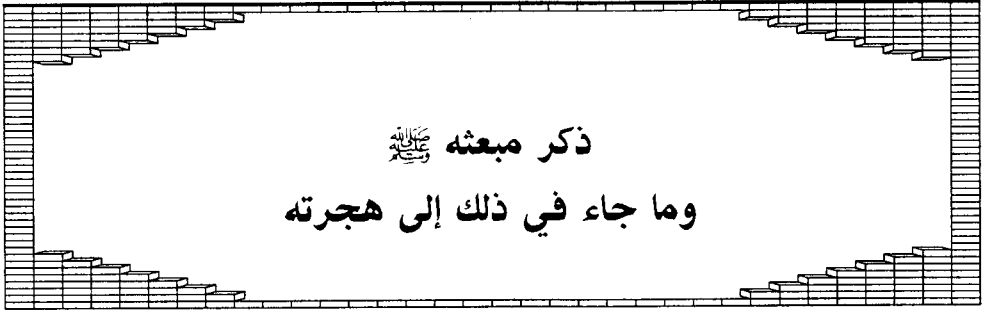 ذكر مبعثه ﷺ
وما جاء في ذلك إلى هجرته